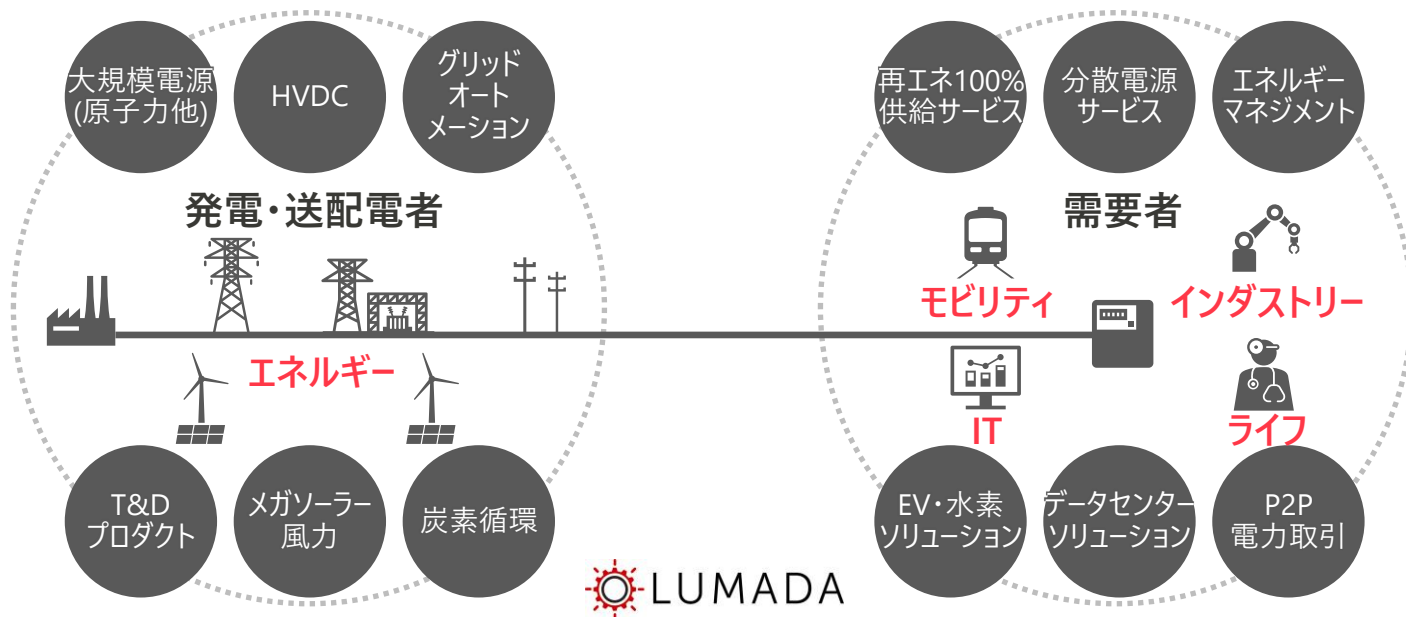 大規模電源
(原子力他)
HVDC
グリッド
オート
メーション
発電・送配電者
エネルギー
T&D
プロダクト
メガソーラー
風力
炭素循環
再エネ100%
供給サービス
分散電源
サービス
エネルギー
マネジメント
需要者
モビリティ
インダストリー
IT
ライフ
EV・水素
ソリューション
データセンター
ソリューション
P2P
電力取引
LUMADA